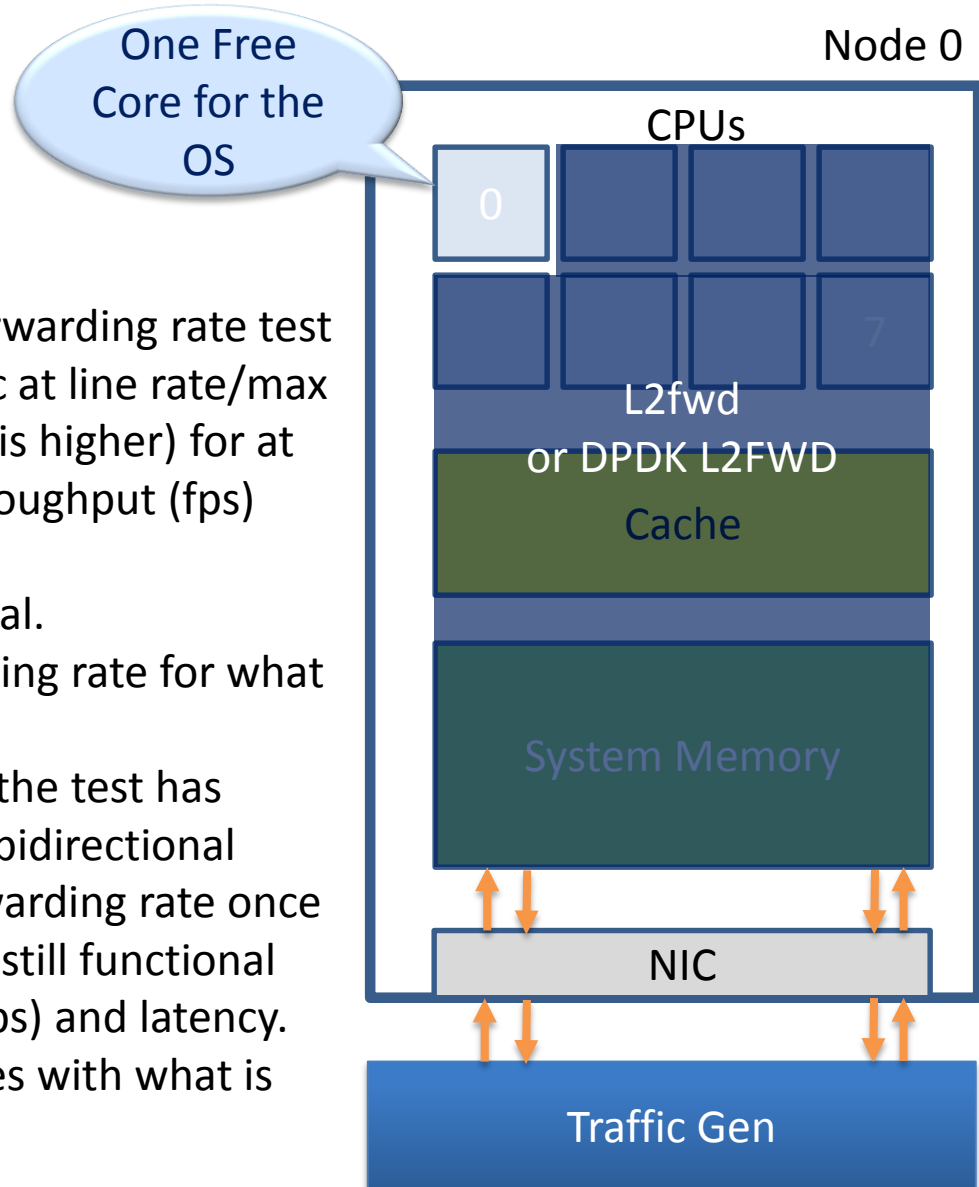 One Free
Core for the
OS
Node 0
CPUs
0
7
L2fwd
or DPDK L2FWD
Cache
System Memory
NIC
Traffic Gen
warding rate test
at line rate/max
is higher) for at
oughput (fps)
al.
ing rate for what
the test has
bidirectional
warding rate once
still functional
os) and latency.
es with what is